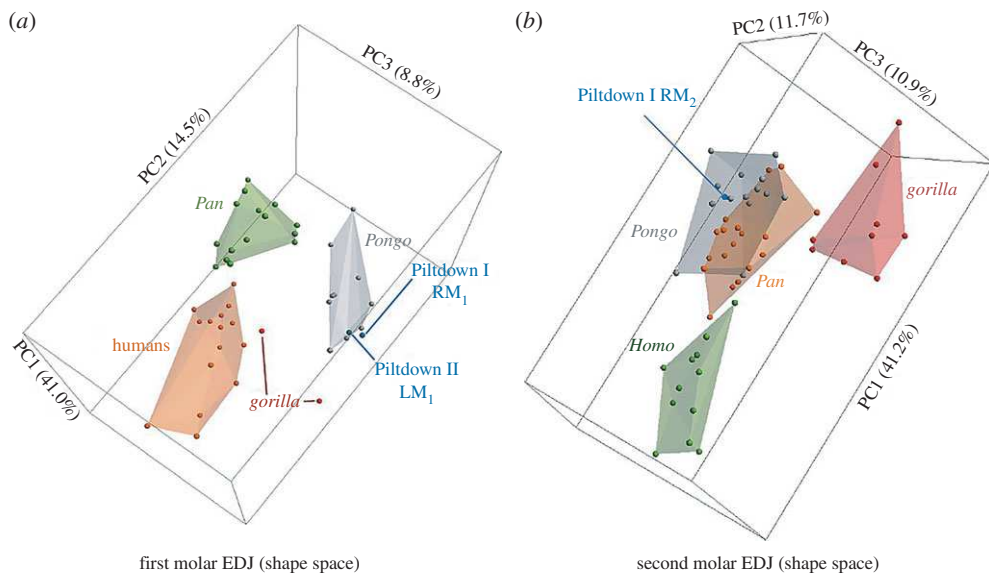 (a)
PC3 (8.8%)
PC2 (14.5%)
Pan
Pongo
Piltdown I
RM1
humans
Piltdown II
LM1
gorilla
PC1 (41.0%)
first molar EDJ (shape space)
(b)
PC2 (11.7%)
PC3 (10.9%)
Piltdown I RM2
gorilla
Pongo
Pan
Homo
PC1 (41.2%)
second molar EDJ (shape space)